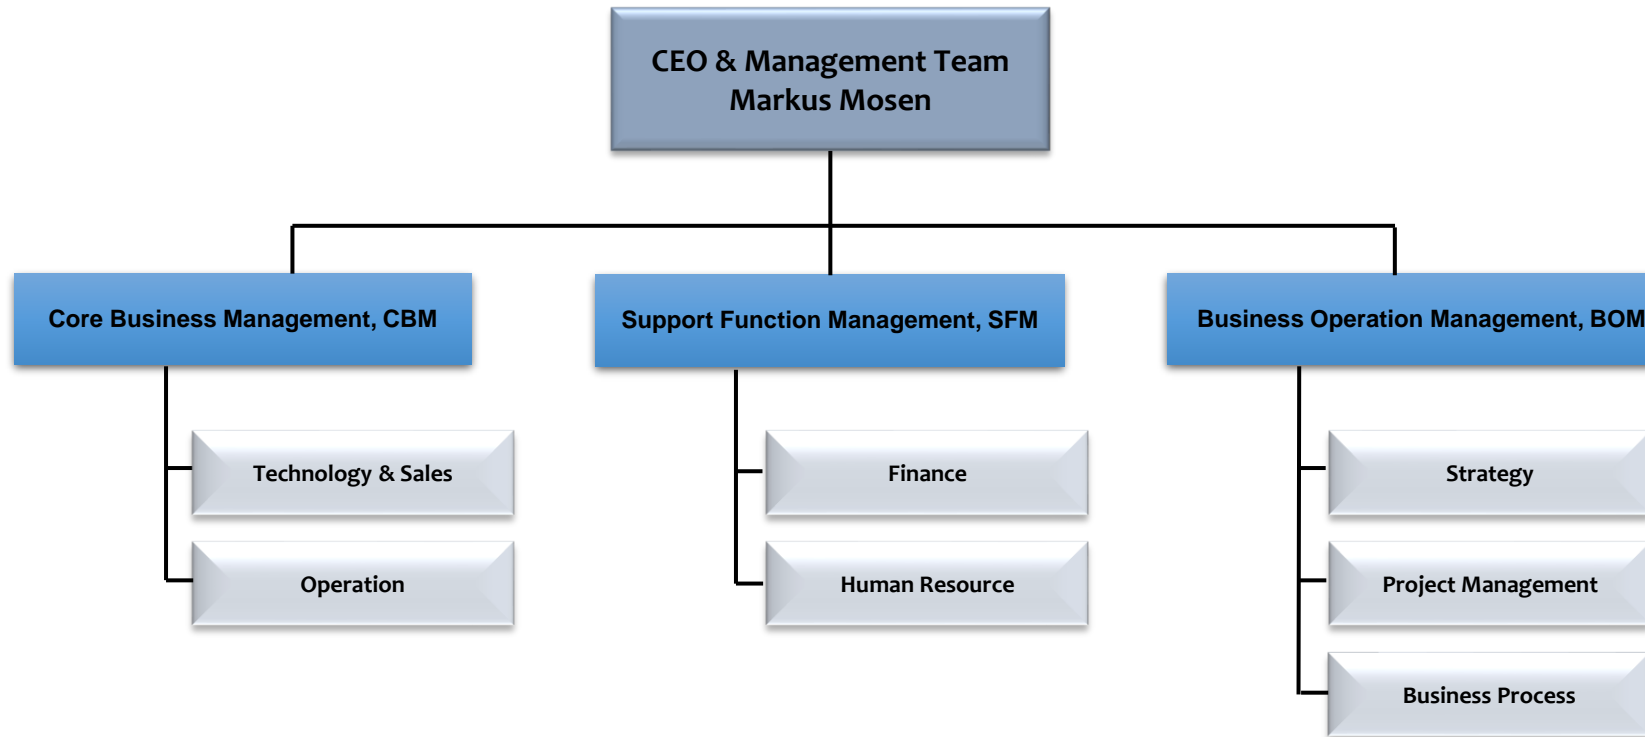 CEO & Management Team
Markus Mosen
Core Business Management, CBM
Support Function Management, SFM
Business Operation Management, BOM
Technology & Sales
Finance
Strategy
Operation
Human Resource
Project Management
Business Process